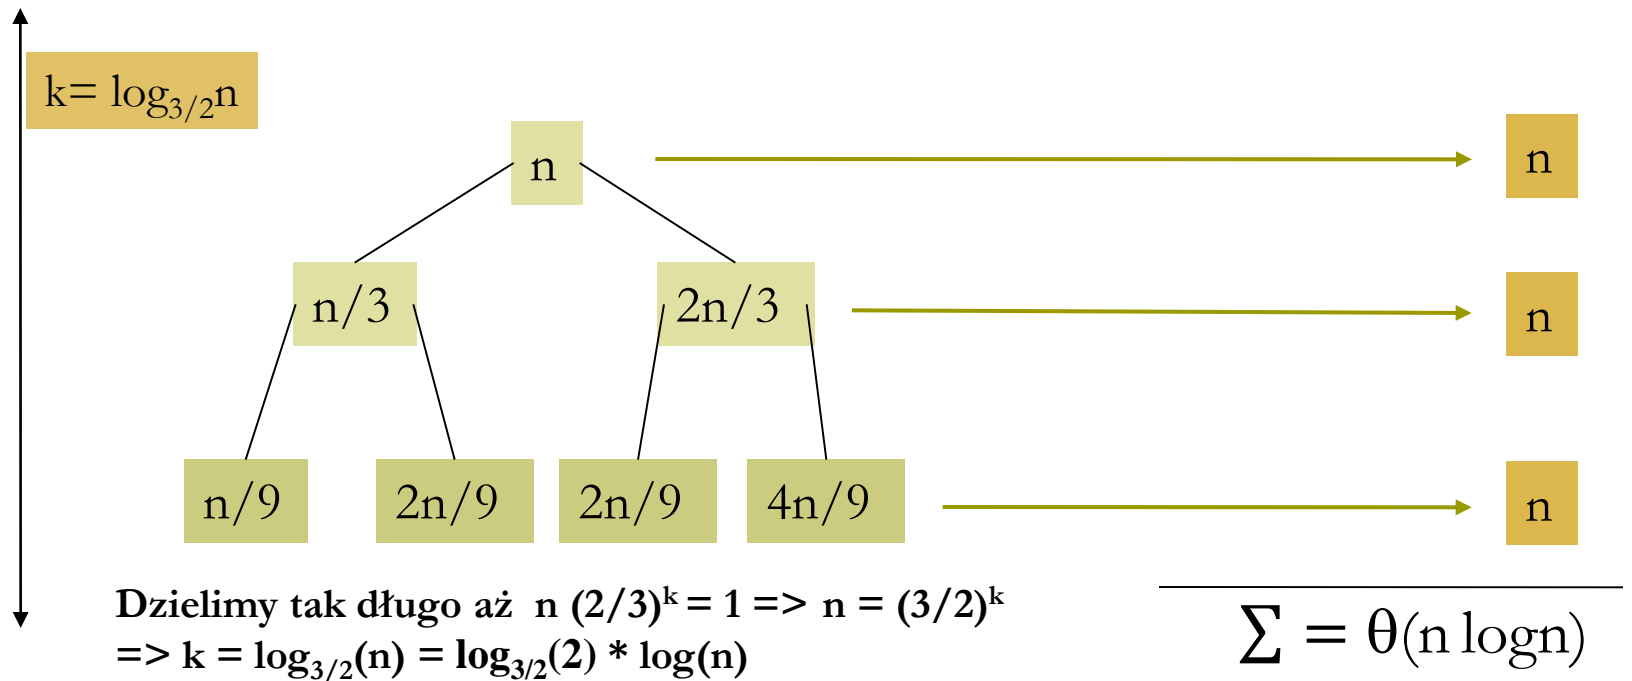 k= log₃/₂n
n
n
n/3
2n/3
n
n/9
2n/9
2n/9
4n/9
n
Dzielimy tak długo aż n (2/3)ᵏ = 1 => n = (3/2)ᵏ
=> k = log₃/₂(n) = log₃/₂(2) * log(n)
∑ = θ(n logn)